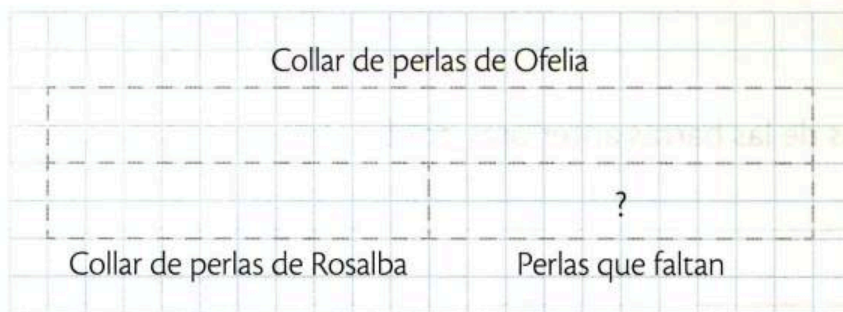 Collar de perlas de Ofelia
?
Collar de perlas de Rosalba Perlas que faltan